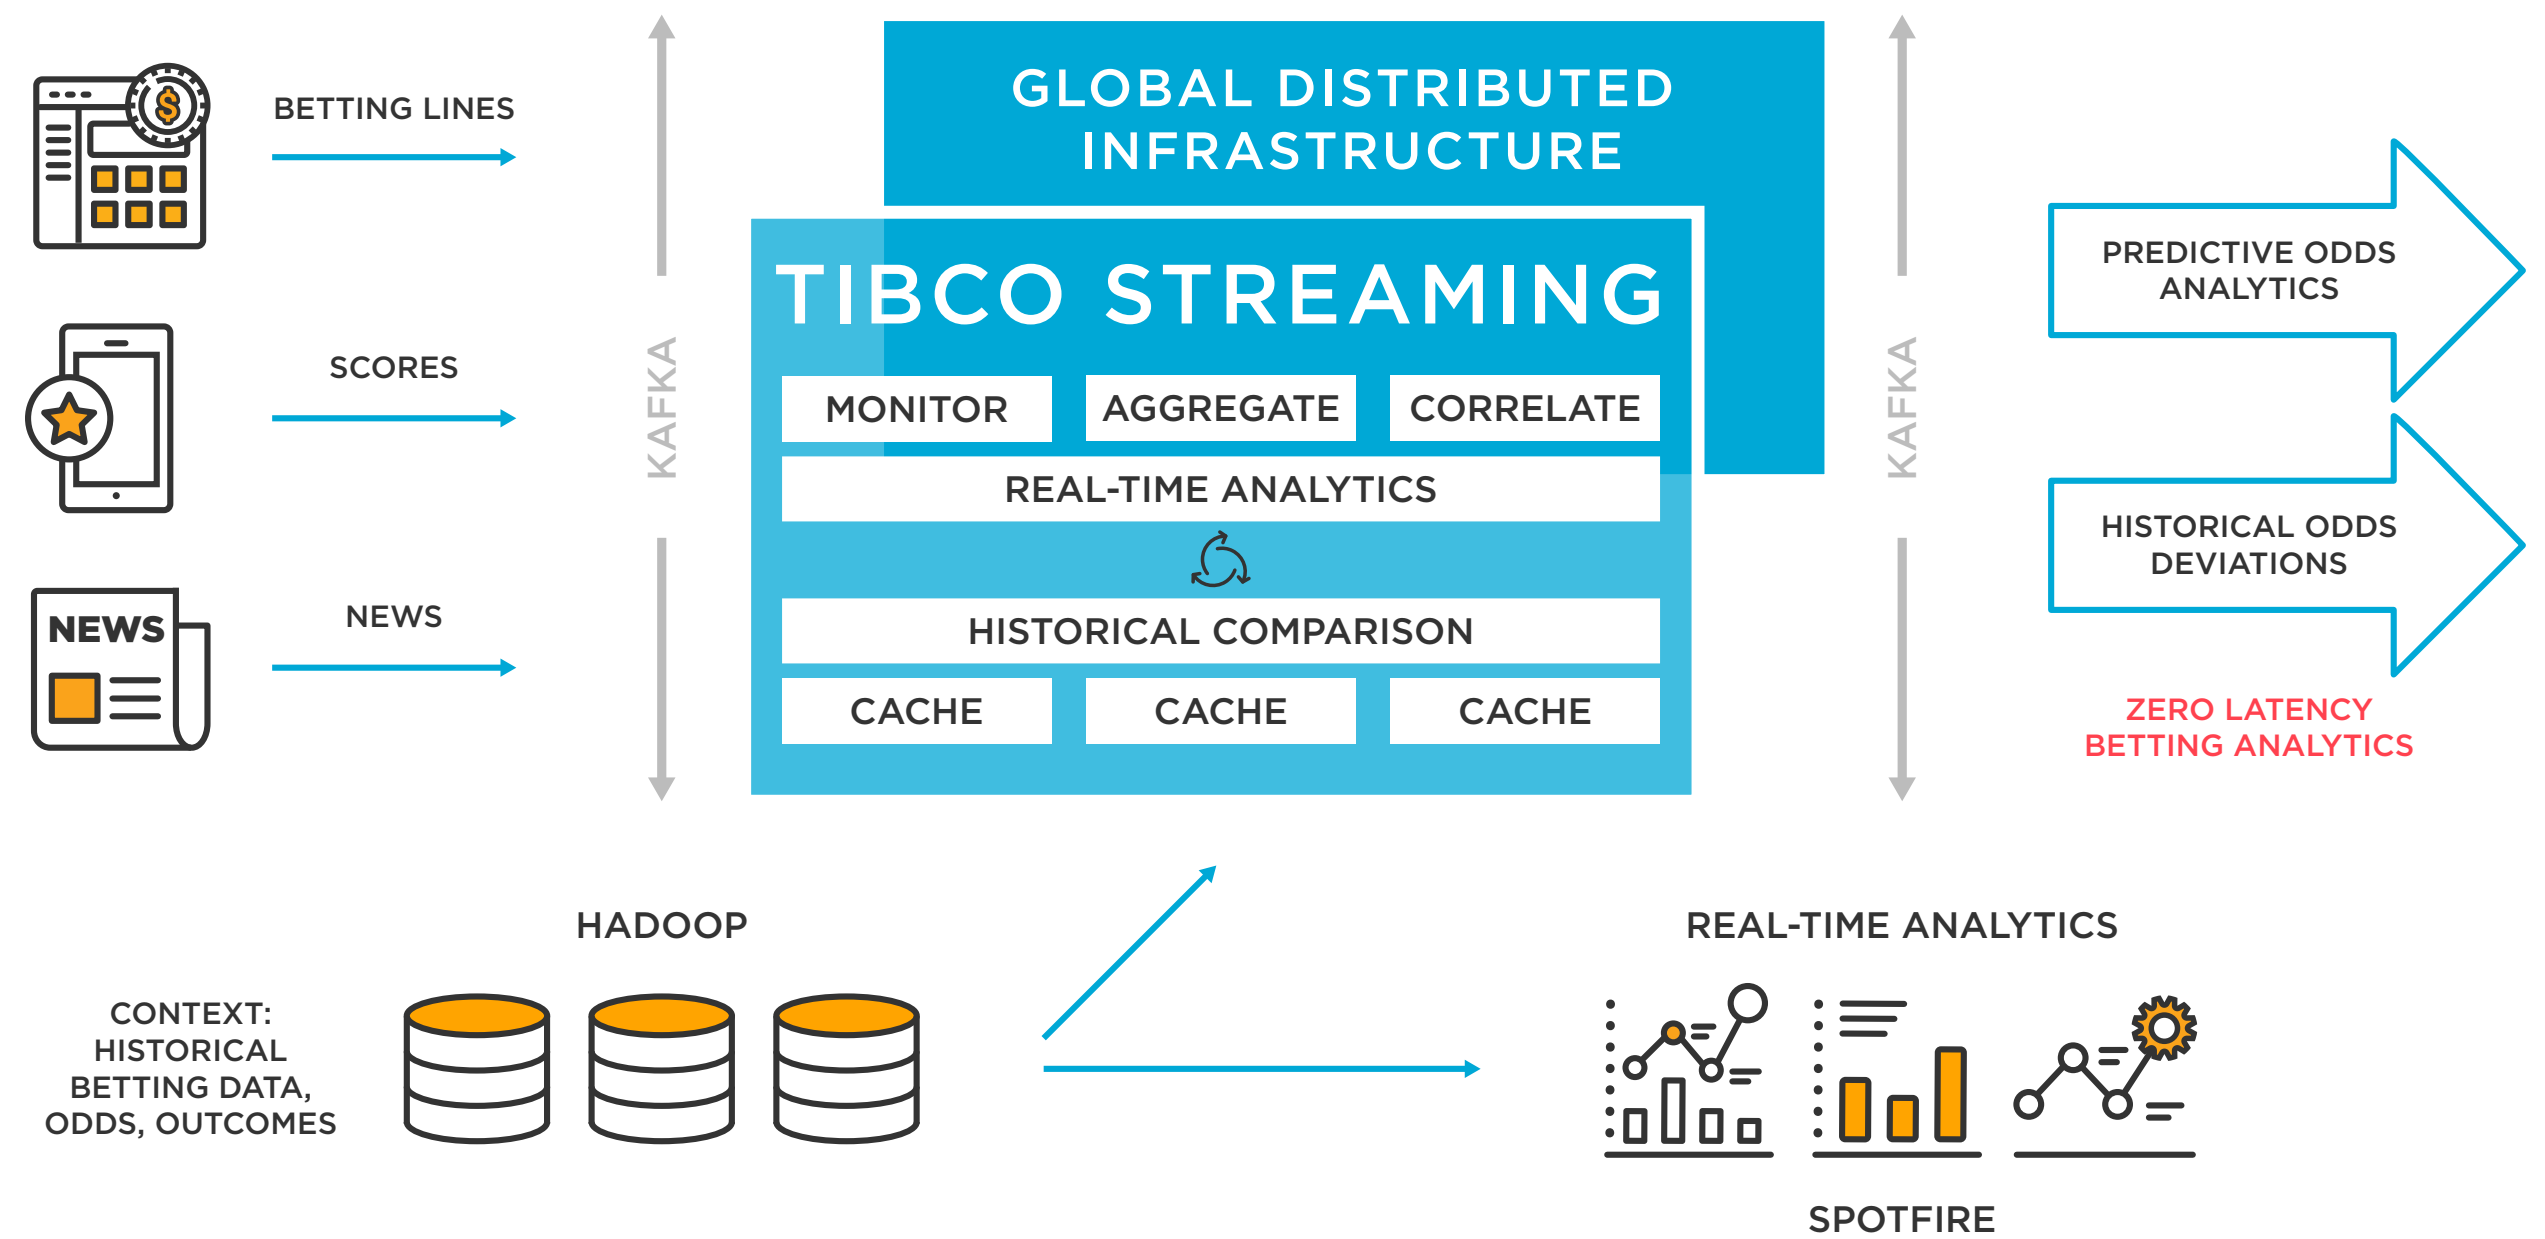 BETTING LINES
SCORES
NEWS
NEWS
$
KAFKA
GLOBAL DISTRIBUTED
INFRASTRUCTURE
TIBCO STREAMING
MONITOR
AGGREGATE
CORRELATE
REAL-TIME ANALYTICS
HISTORICAL COMPARISON
CACHE
CACHE
CACHE
KAFKA
PREDICTIVE ODDS
ANALYTICS
HISTORICAL ODDS
DEVIATIONS
ZERO LATENCY
BETTING ANALYTICS
HADOOP
CONTEXT:
HISTORICAL
BETTING DATA,
ODDS, OUTCOMES
REAL-TIME ANALYTICS
SPOTFIRE